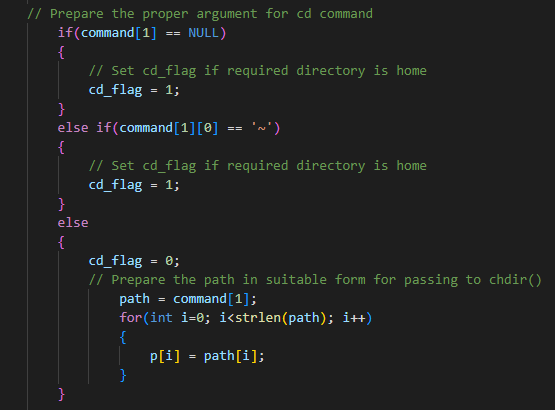 // Prepare the proper argument for cd command
if(command[1] == NULL)
{
// Set cd_flag if required directory is home
cd_flag = 1;
}
else if(command[1][0] == '~')
{
// Set cd_flag if required directory is home
cd_flag = 1;
}
else
{
cd_flag = 0;
// Prepare the path in suitable form for passing to chdir()
path = command[1];
for(int i=0; i<strlen(path); i++)
{
p[i] = path[i];
}
}